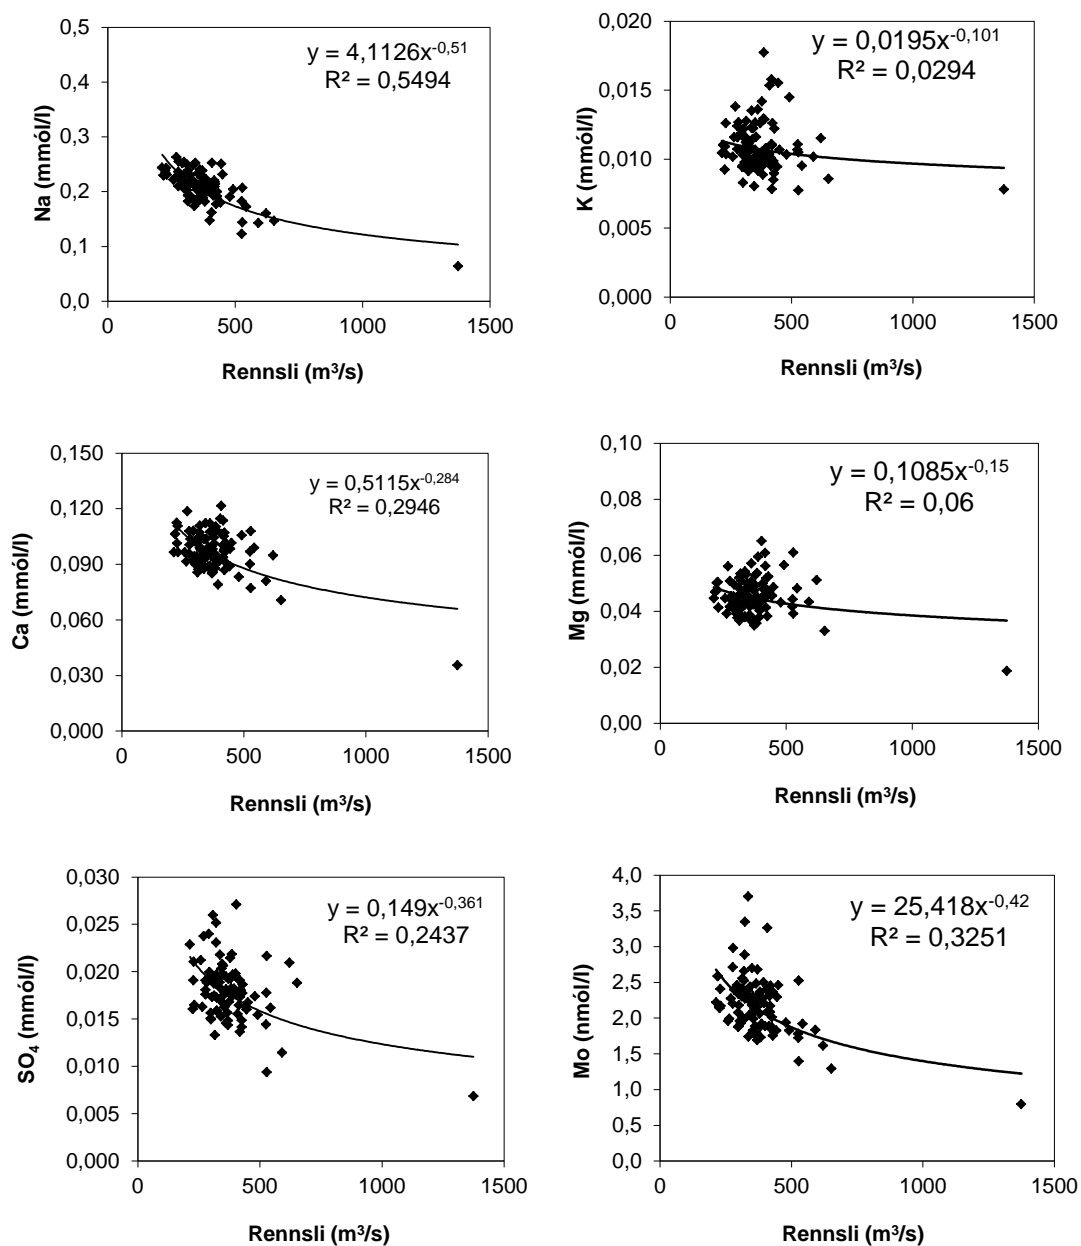 0,5
0,4
0,3
0,2
0,1
0,0
Na (mmól/l)
y = 4,1126x^-0,51
R² = 0,5494
0 500 1000 1500
Rennsli (m³/s)
0,020
0,015
0,010
0,005
0,000
K (mmól/l)
y = 0,0195x^-0,101
R² = 0,0294
0 500 1000 1500
Rennsli (m³/s)
0,150
0,120
0,090
0,060
0,030
0,000
Ca (mmól/l)
y = 0,5115x^-0,284
R² = 0,2946
0 500 1000 1500
Rennsli (m³/s)
0,10
0,08
0,06
0,04
0,02
0,00
Mg (mmól/l)
y = 0,1085x^-0,15
R² = 0,06
0 500 1000 1500
Rennsli (m³/s)
0,030
0,025
0,020
0,015
0,010
0,005
0,000
SO₄ (mmól/l)
y = 0,149x^-0,361
R² = 0,2437
0 500 1000 1500
Rennsli (m³/s)
4,0
3,5
3,0
2,5
2,0
1,5
1,0
0,5
0,0
Mo (nmól/l)
y = 25,418x^-0,42
R² = 0,3251
0 500 1000 1500
Rennsli (m³/s)